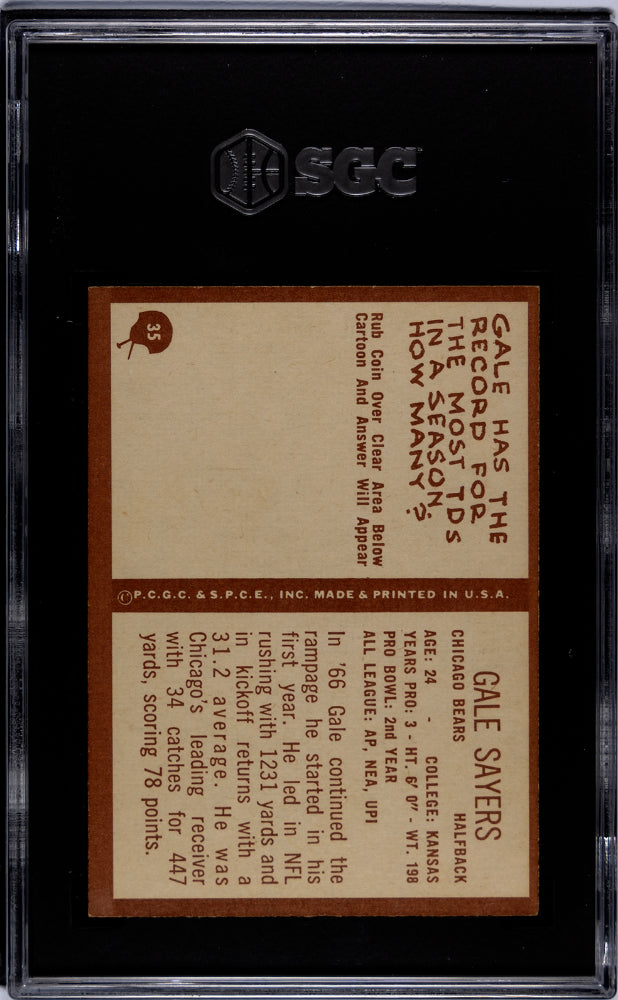 SGC
GALE HAS THE
RECORD FOR
THE MOST TDS
IN A SEASON.
HOW MANY?
Rub Coin Over Clear Area Below
Cartoon And Answer Will Appear
35
©P.C.G.C. & S.P.C.E., INC. MADE & PRINTED IN U.S.A.
GALE SAYERS
CHICAGO BEARS HALFBACK
AGE: 24 - COLLEGE: KANSAS
YEARS PRO: 3 - HT. 6' 0" - WT. 198
PRO BOWL: 2nd YEAR
ALL LEAGUE: AP, NEA, UPI
In '66 Gale continued the
rampage he started in his
first year. He led in NFL
rushing with 1231 yards and
in kickoff returns with a
31.2 average. He was
Chicago's leading receiver
with 34 catches for 447
yards, scoring 78 points.